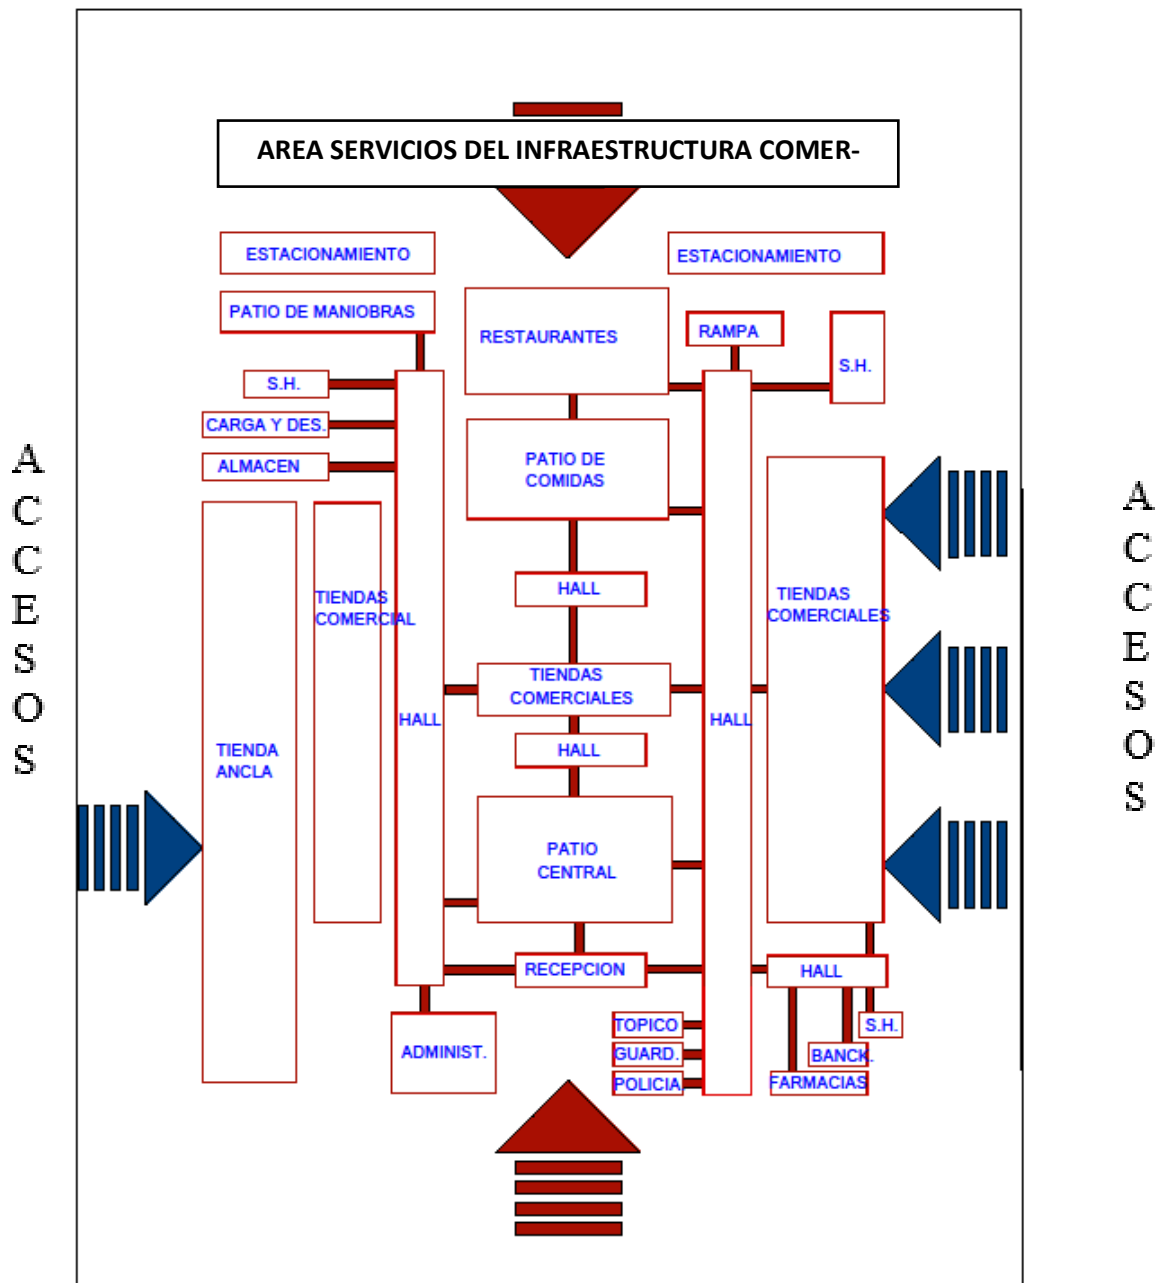 AREA SERVICIOS DEL INFRAESTRUCTURA COMER-
ESTACIONAMIENTO
ESTACIONAMIENTO
PATIO DE MANIOBRAS
RESTAURANTES
RAMPA
S.H.
S.H.
CARGA Y DES.
ALMACEN
PATIO DE
COMIDAS
ACCESOS
ACCESOS
HALL
TIENDAS
COMERCIAL
TIENDAS
COMERCIALES
TIENDAS
COMERCIALES
HALL
HALL
HALL
TIENDA
ANCLA
PATIO
CENTRAL
RECEPCION
HALL
TOPICO
S.H.
ADMINIST.
GUARD.
BANCK.
POLICIA
FARMACIAS